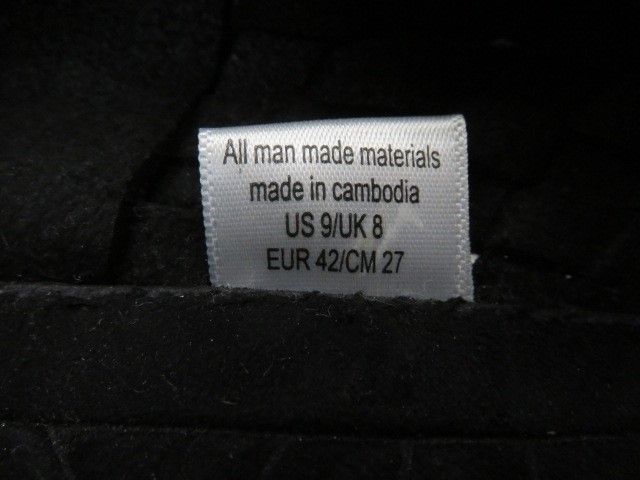 All man made materials
made in cambodia
US 9/UK 8
EUR 42/CM 27